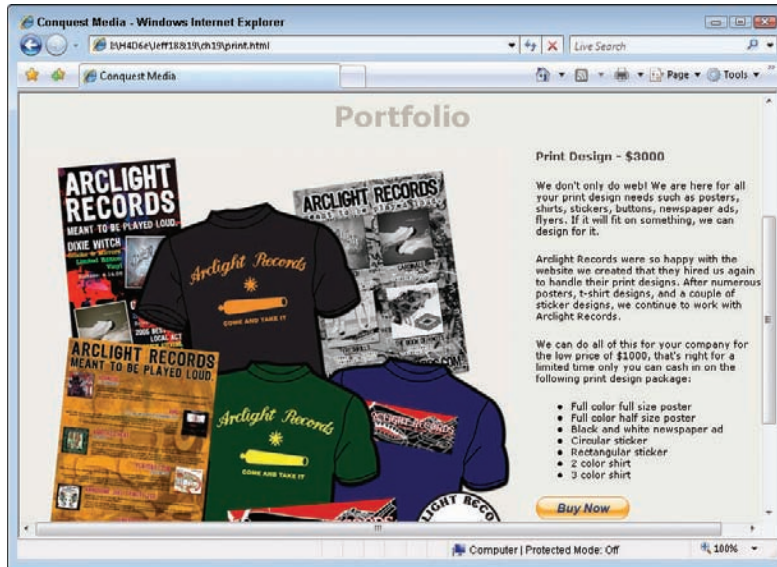 Conquest Media - Windows Internet Explorer
I:\H4D6e\Jeff18&19\ch19\print.html
Live Search
Conquest Media
Page
Tools
Portfolio
ARCLIGHT
RECORDS
MEANT TO BE PLAYED LOUD.
DIXIE WITCH
Limited Edition
Vinyl
ARCLIGHT RECORDS
Arclight Records
COME AND TAKE IT
ARCLIGHT RECORDS
MEANT TO BE PLAYED LOUD.
Arclight Records
COME AND TAKE IT
ARCLIGHT RECO
Print Design - $3000
We don't only do web! We are here for all
your print design needs such as posters,
shirts, stickers, buttons, newspaper ads,
flyers. If it will fit on something, we can
design for it.
Arclight Records were so happy with the
website we created that they hired us again
to handle their print designs. After numerous
posters, t-shirt designs, and a couple of
sticker designs, we continue to work with
Arclight Records.
We can do all of this for your company for
the low price of $1000, that's right for a
limited time only you can cash in on the
following print design package:
• Full color full size poster
• Full color half size poster
• Black and white newspaper ad
• Circular sticker
• Rectangular sticker
• 2 color shirt
• 3 color shirt
Buy Now
Computer | Protected Mode: Off
100%